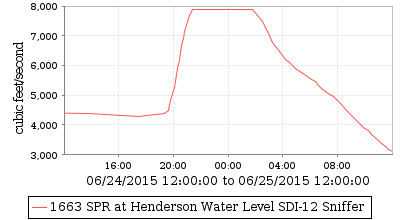 8,000
7,000
6,000
5,000
4,000
3,000
cubic feet/second
16:00 20:00 00:00 04:00 08:00
06/24/2015 12:00:00 to 06/25/2015 12:00:00
1663 SPR at Henderson Water Level SDI-12 Sniffer